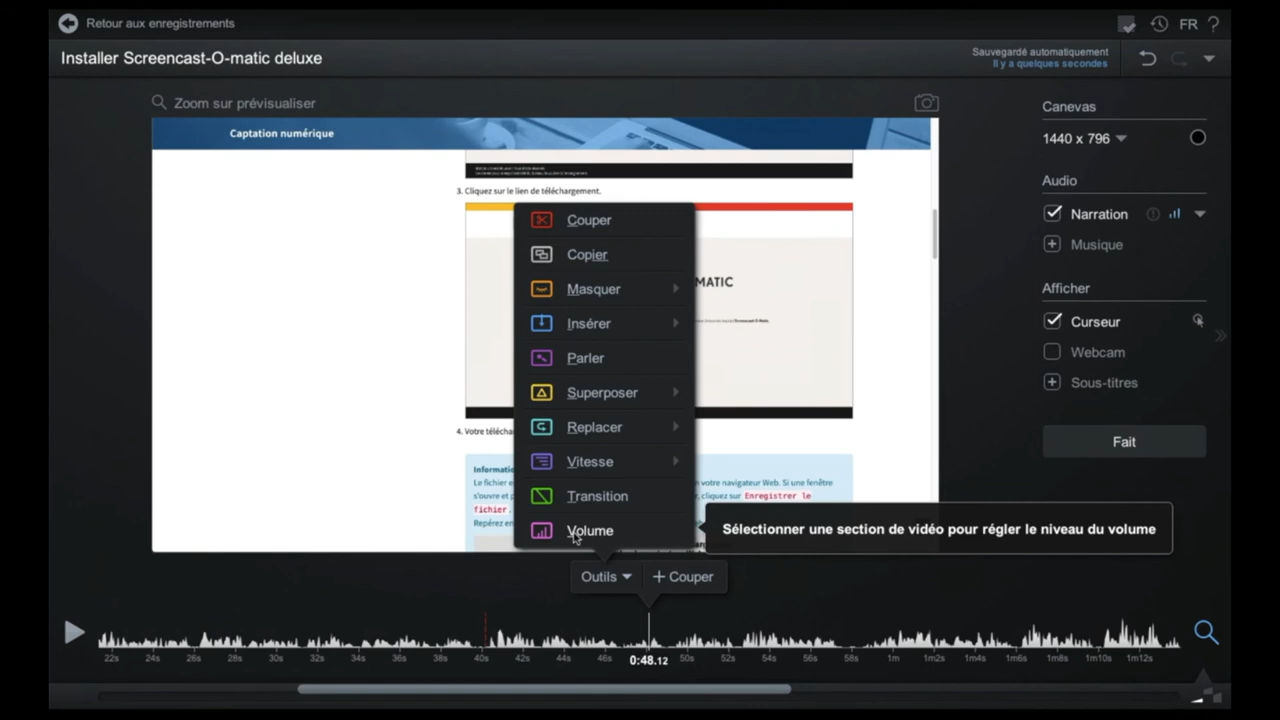 Retour aux enregistrements
FR ?
Installer Screencast-O-matic deluxe
Sauvegardé automatiquement
Il y a quelques secondes
Zoom sur prévisualiser
Captation numérique
3. Cliquez sur le lien de téléchargement.
MATIC
Couper
Copier
Masquer
Insérer
Parler
Superposer
Replacer
Vitesse
Transition
Volume
4. Votre télécha
Informatio
Le fichier e
votre navigateur Web. Si une fenêtre
s'ouvre et p
, cliquez sur Enregistrer le
fichier.
Repérez en
Sélectionner une section de vidéo pour régler le niveau du volume
Outils
+ Couper
Canevas
1440 x 796
Audio
Narration
Musique
Afficher
Curseur
Webcam
Sous-titres
Fait
22s 24s 26s 28s 30s 32s 34s 36s 38s 40s 42s 44s 46s 0:48.12 50s 52s 54s 56s 58s 1m 1m2s 1m4s 1m6s 1m8s 1m10s 1m12s